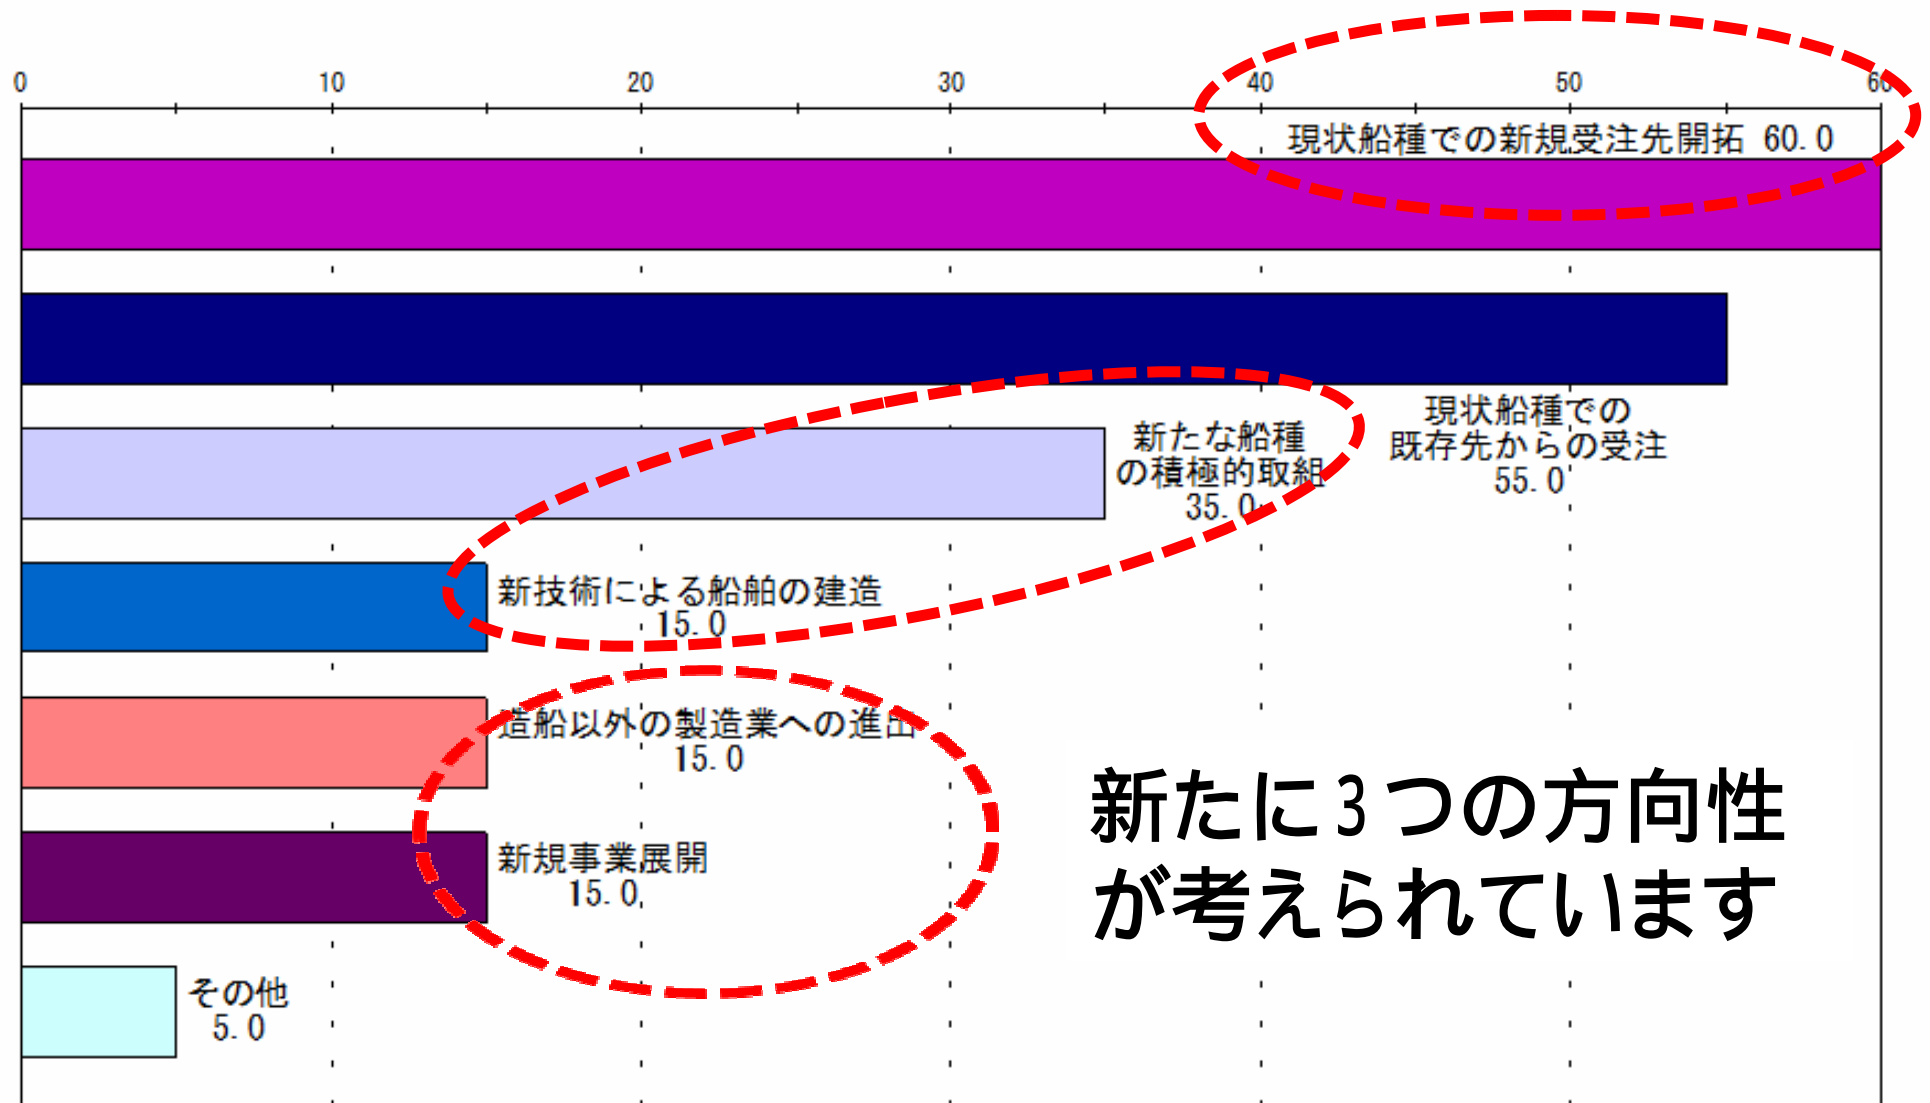 0 10 20 30 40 50 60
現状船種での新規受注先開拓 60.0
現状船種での
既存先からの受注
55.0
新たな船種
の積極的取組
35.0
新技術による船舶の建造
15.0
造船以外の製造業への進出
15.0
新規事業展開
15.0
その他
5.0
新たに3つの方向性
が考えられています